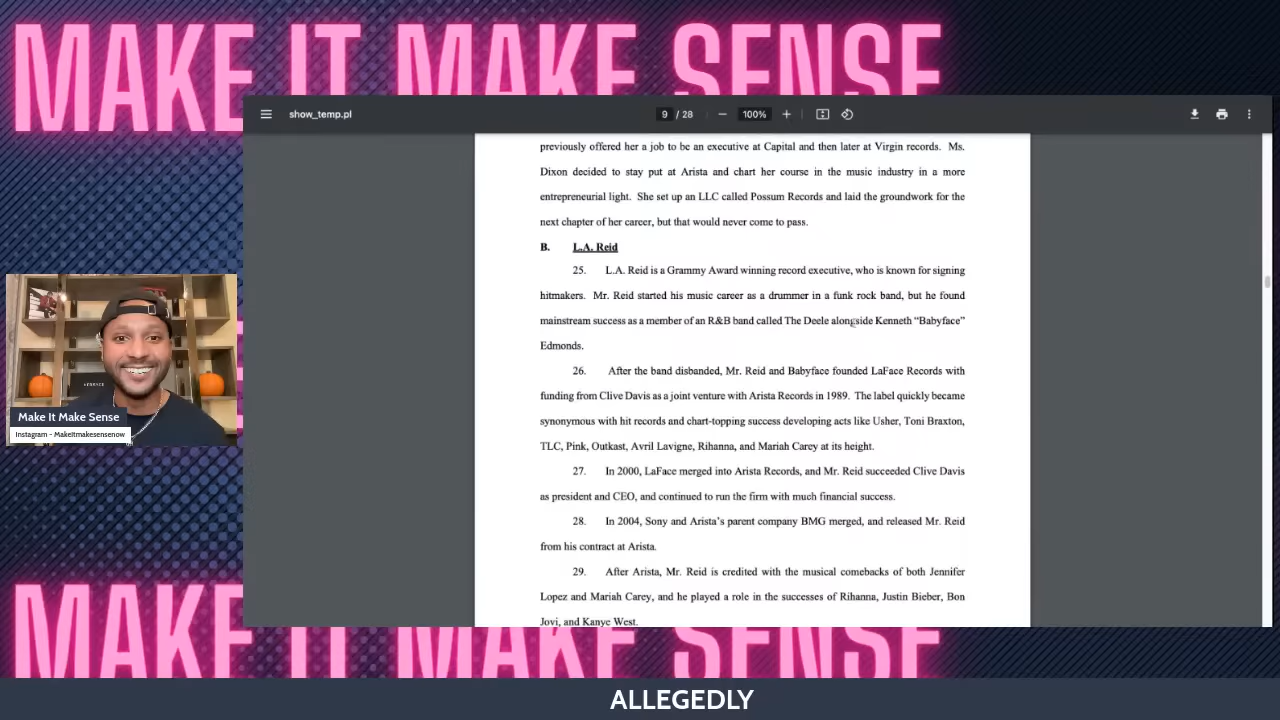 MAKE IT MAKE SENSE
show_temp.pl
9 / 28
100%
previously offered her a job to be an executive at Capital and then later at Virgin records. Ms.
Dixon decided to stay put at Arista and chart her course in the music industry in a more
entrepreneurial light. She set up an LLC called Possum Records and laid the groundwork for the
next chapter of her career, but that would never come to pass.
B. L.A. Reid
25. L.A. Reid is a Grammy Award winning record executive, who is known for signing
hitmakers. Mr. Reid started his music career as a drummer in a funk rock band, but he found
mainstream success as a member of an R&B band called The Deele alongside Kenneth “Babyface”
Edmonds.
26. After the band disbanded, Mr. Reid and Babyface founded LaFace Records with
funding from Clive Davis as a joint venture with Arista Records in 1989. The label quickly became
synonymous with hit records and chart-topping success developing acts like Usher, Toni Braxton,
TLC, Pink, Outkast, Avril Lavigne, Rihanna, and Mariah Carey at its height.
27. In 2000, LaFace merged into Arista Records, and Mr. Reid succeeded Clive Davis
as president and CEO, and continued to run the firm with much financial success.
28. In 2004, Sony and Arista’s parent company BMG merged, and released Mr. Reid
from his contract at Arista.
29. After Arista, Mr. Reid is credited with the musical comebacks of both Jennifer
Lopez and Mariah Carey, and he played a role in the successes of Rihanna, Justin Bieber, Bon
Jovi, and Kanye West.
Make It Make Sense
Instagram - MakeItmakesensenow
MAKE IT MAKE SENSE
ALLEGEDLY